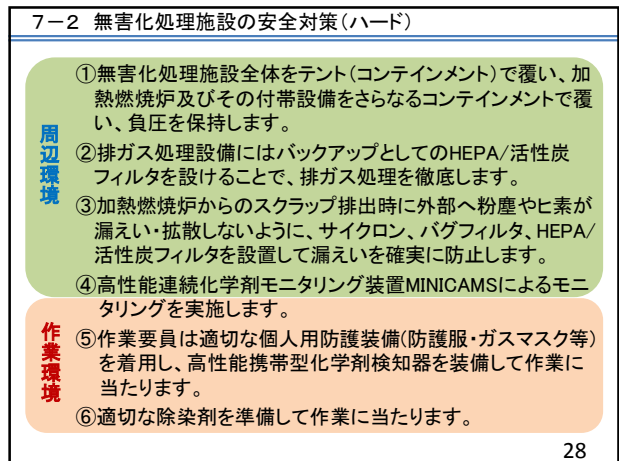 7-2 無害化処理施設の安全対策(ハード)
周辺環境
①無害化処理施設全体をテント(コンテインメント)で覆い、加
熱燃焼炉及びその付帯設備をさらなるコンテインメントで覆
い、負圧を保持します。
②排ガス処理設備にはバックアップとしてのHEPA/活性炭
フィルタを設けることで、排ガス処理を徹底します。
③加熱燃焼炉からのスクラップ排出時に外部へ粉塵やヒ素が
漏えい・拡散しないように、サイクロン、バグフィルタ、HEPA/
活性炭フィルタを設置して漏えいを確実に防止します。
④高性能連続化学剤モニタリング装置MINICAMSによるモニ
タリングを実施します。
作業環境
⑤作業要員は適切な個人用防護装備(防護服・ガスマスク等)
を着用し、高性能携帯型化学剤検知器を装備して作業に
当たります。
⑥適切な除染剤を準備して作業に当たります。
28